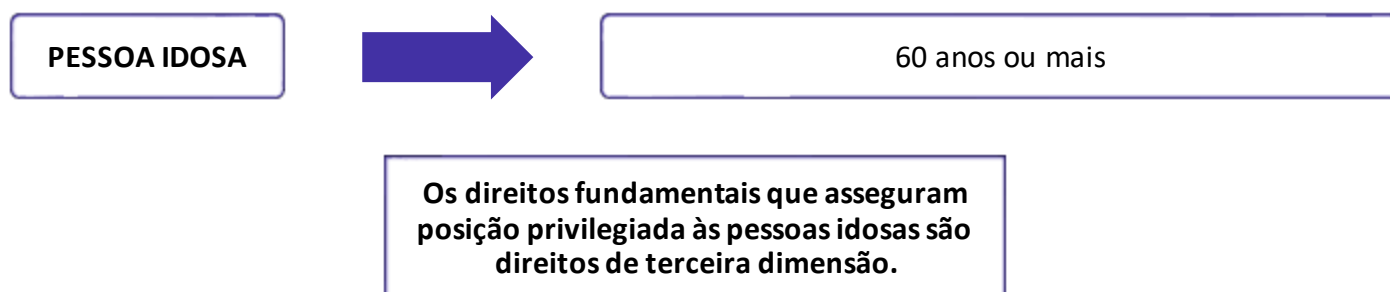 PESSOA IDOSA
60 anos ou mais
Os direitos fundamentais que asseguram
posição privilegiada às pessoas idosas são
direitos de terceira dimensão.